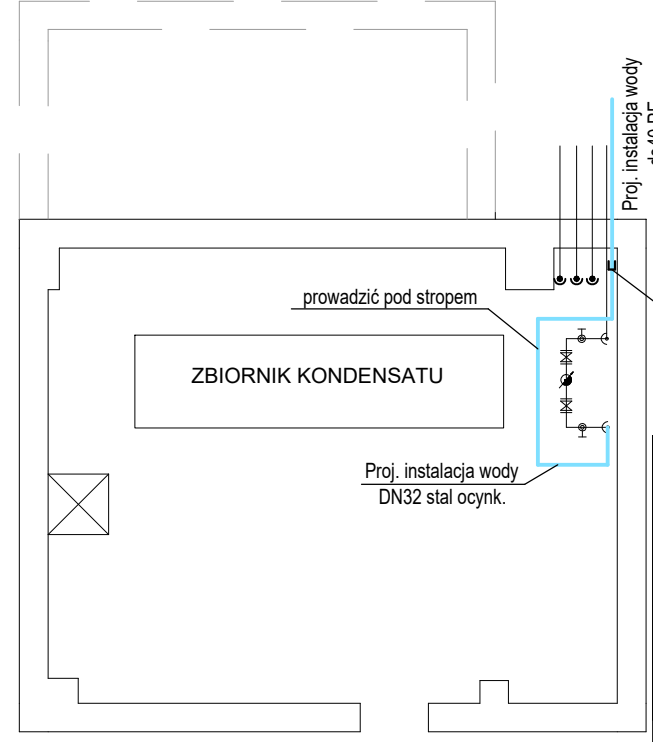 Proj. instalacja wody
prowadzić pod stropem
ZBIORNIK KONDENSATU
Proj. instalacja wody
DN32 stal ocynk.